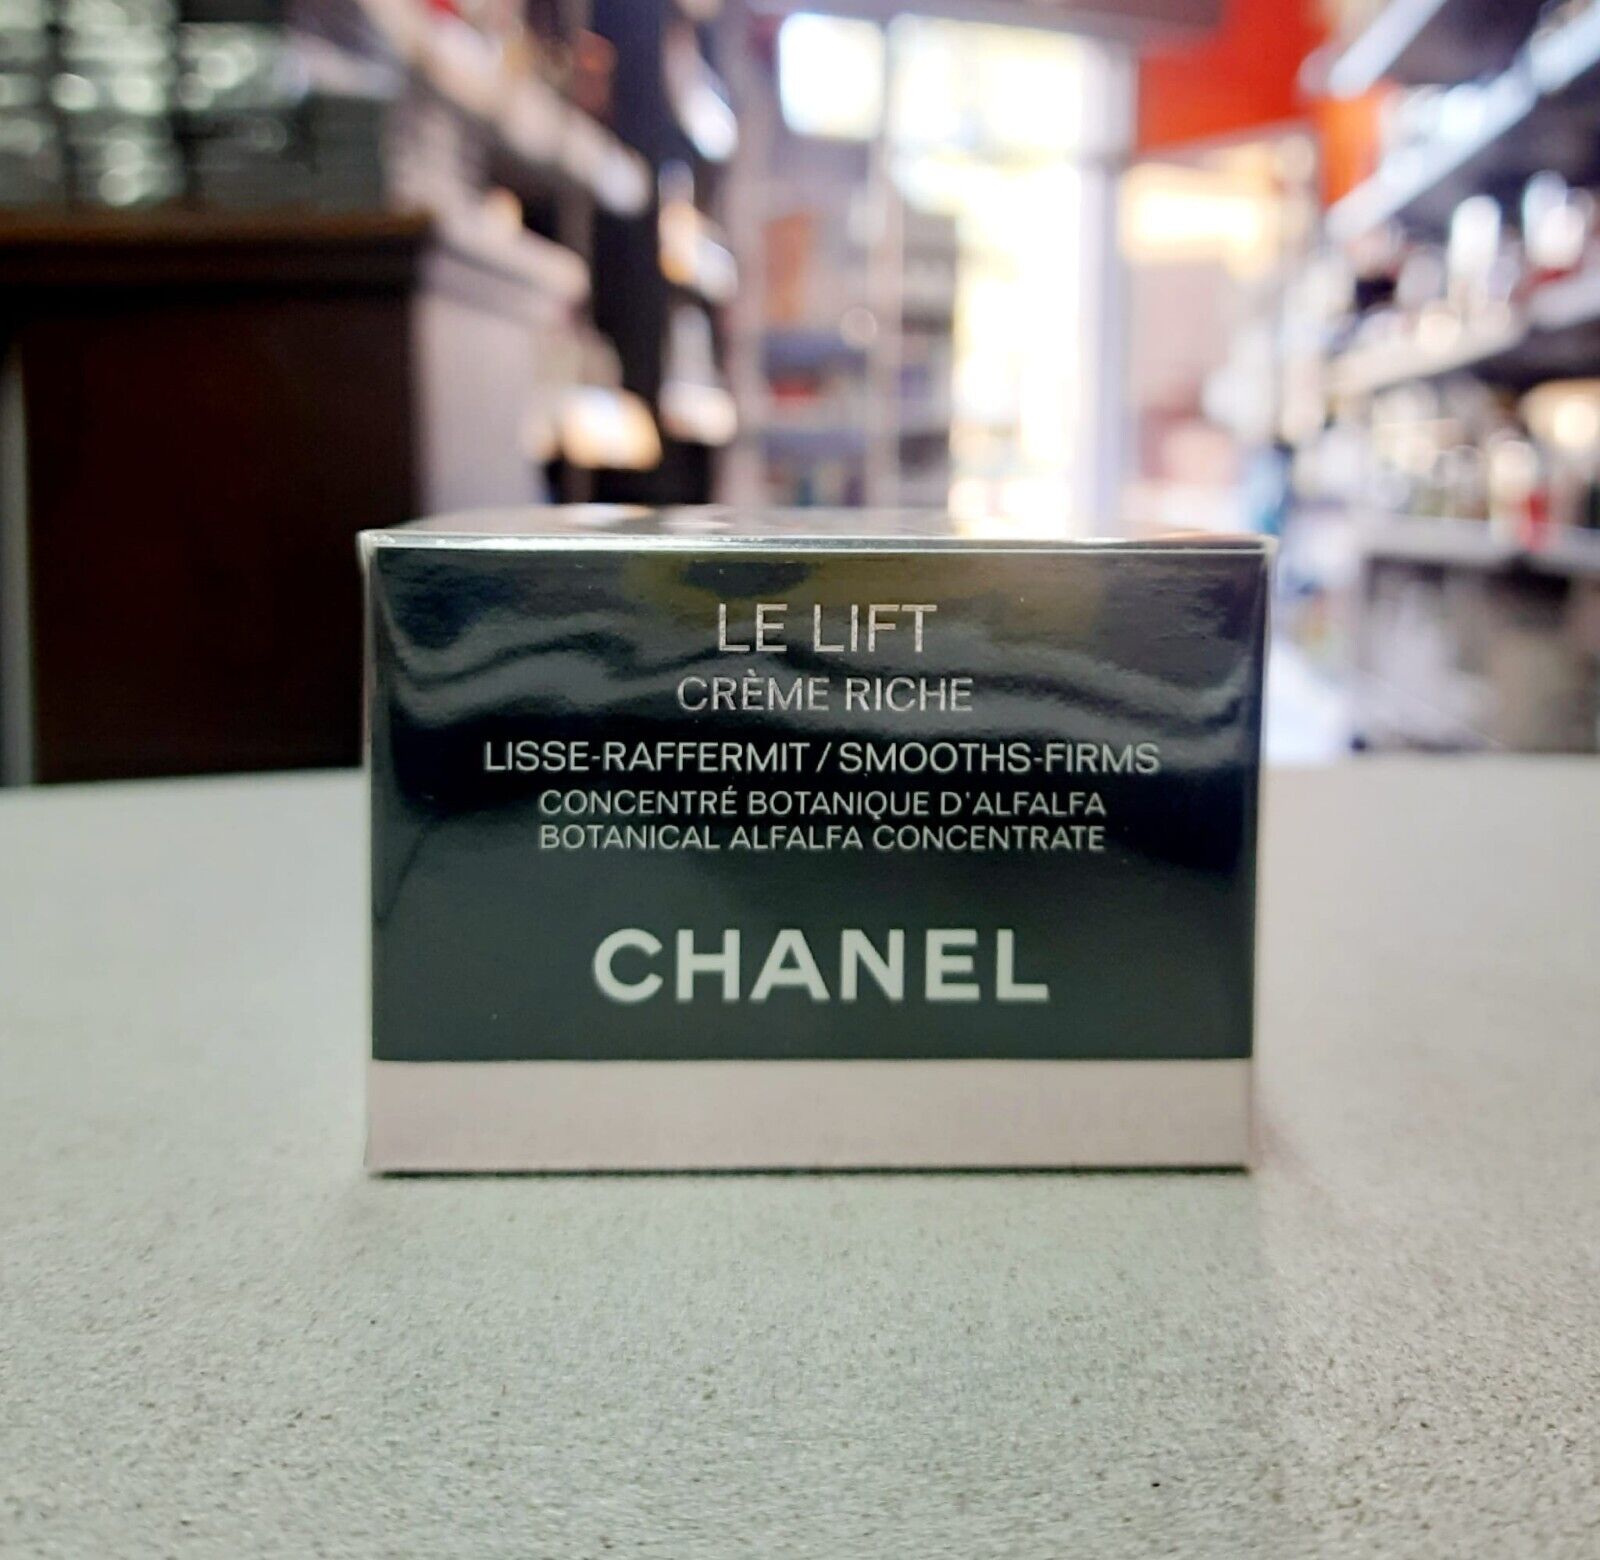 LE LIFT
CRÈME RICHE
LISSE-RAFFERMIT / SMOOTHS-FIRMS
CONCENTRÉ BOTANIQUE D'ALFALFA
BOTANICAL ALFALFA CONCENTRATE
CHANEL